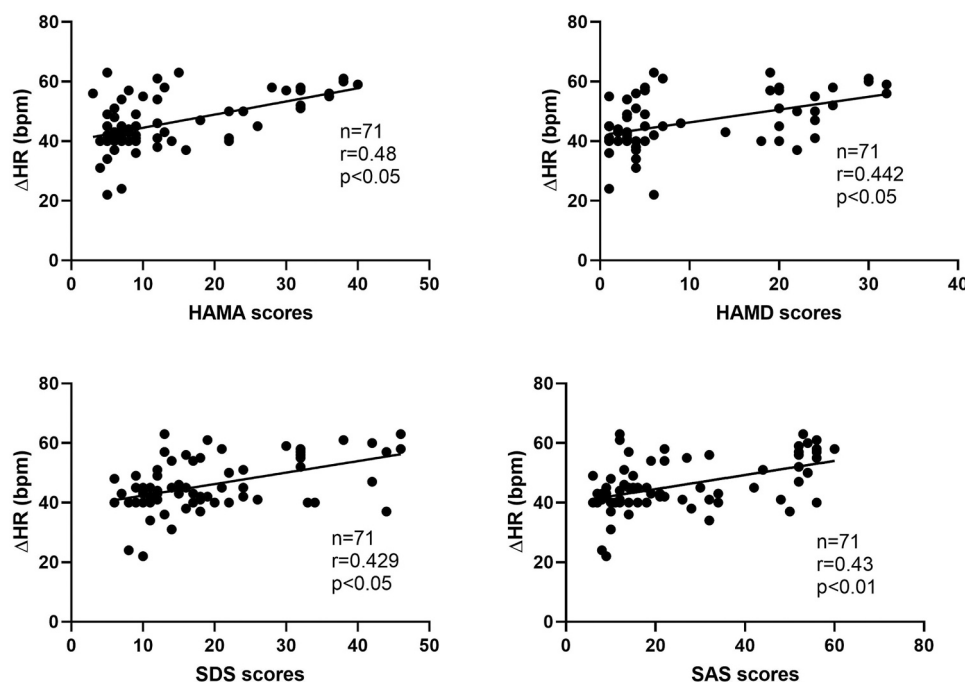 80
60
40
20
0
ΔHR (bpm)
n=71
r=0.48
p<0.05
0 10 20 30 40 50
HAMA scores
80
60
40
20
0
ΔHR (bpm)
n=71
r=0.442
p<0.05
0 10 20 30 40
HAMD scores
80
60
40
20
0
ΔHR (bpm)
n=71
r=0.429
p<0.05
0 10 20 30 40 50
SDS scores
80
60
40
20
0
ΔHR (bpm)
n=71
r=0.43
p<0.01
0 20 40 60 80
SAS scores